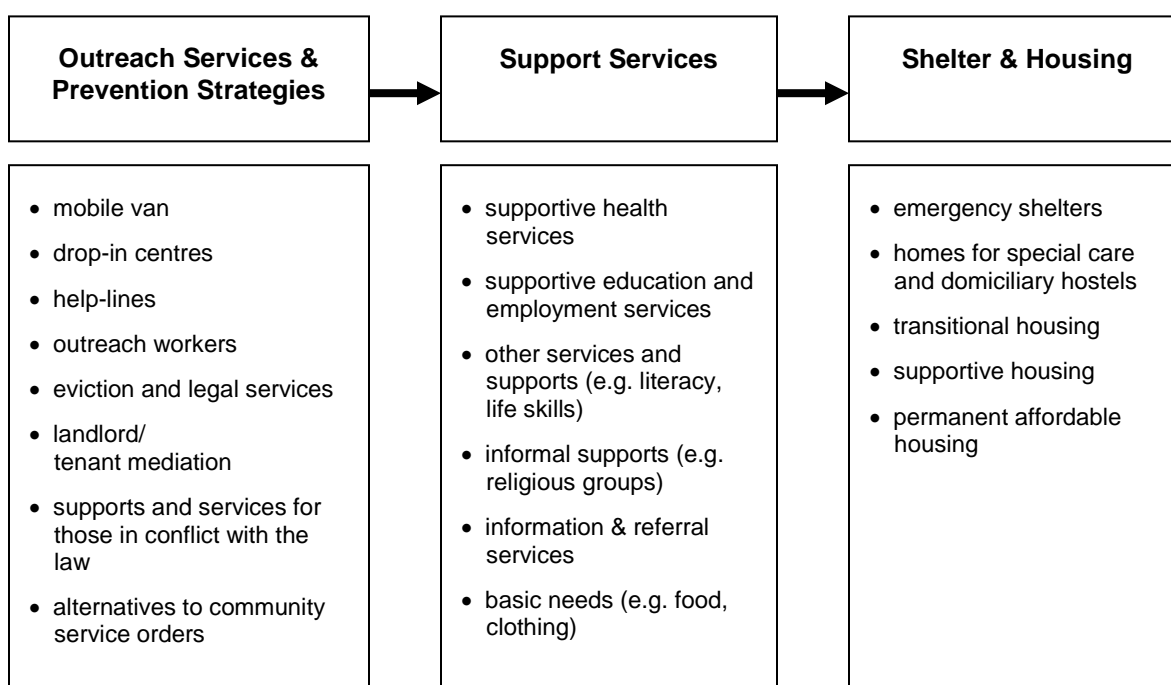 Outreach Services &
Prevention Strategies
Support Services
Shelter & Housing
• mobile van
• drop-in centres
• help-lines
• outreach workers
• eviction and legal services
• landlord/
tenant mediation
• supports and services for
those in conflict with the
law
• alternatives to community
service orders
• supportive health
services
• supportive education and
employment services
• other services and
supports (e.g. literacy,
life skills)
• informal supports (e.g.
religious groups)
• information & referral
services
• basic needs (e.g. food,
clothing)
• emergency shelters
• homes for special care
and domiciliary hostels
• transitional housing
• supportive housing
• permanent affordable
housing